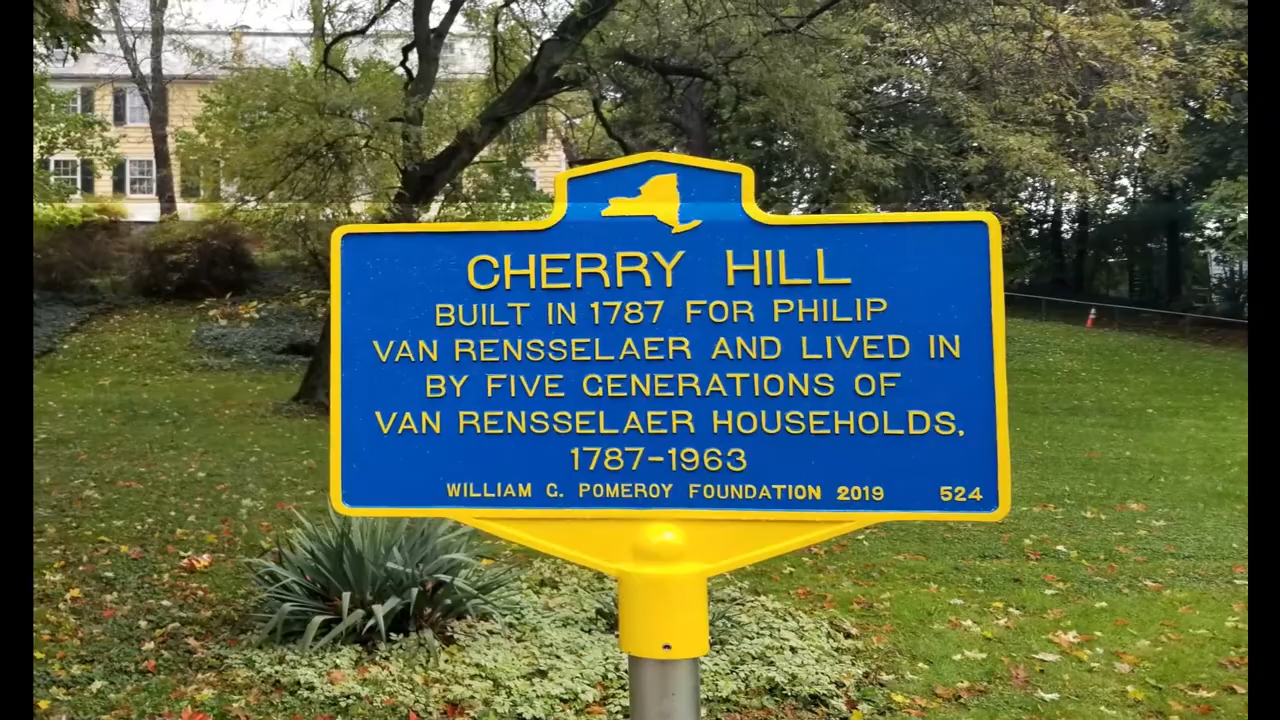 CHERRY HILL
BUILT IN 1787 FOR PHILIP
VAN RENSSELAER AND LIVED IN
BY FIVE GENERATIONS OF
VAN RENSSELAER HOUSEHOLDS,
1787-1963
WILLIAM G. POMEROY FOUNDATION 2019 524